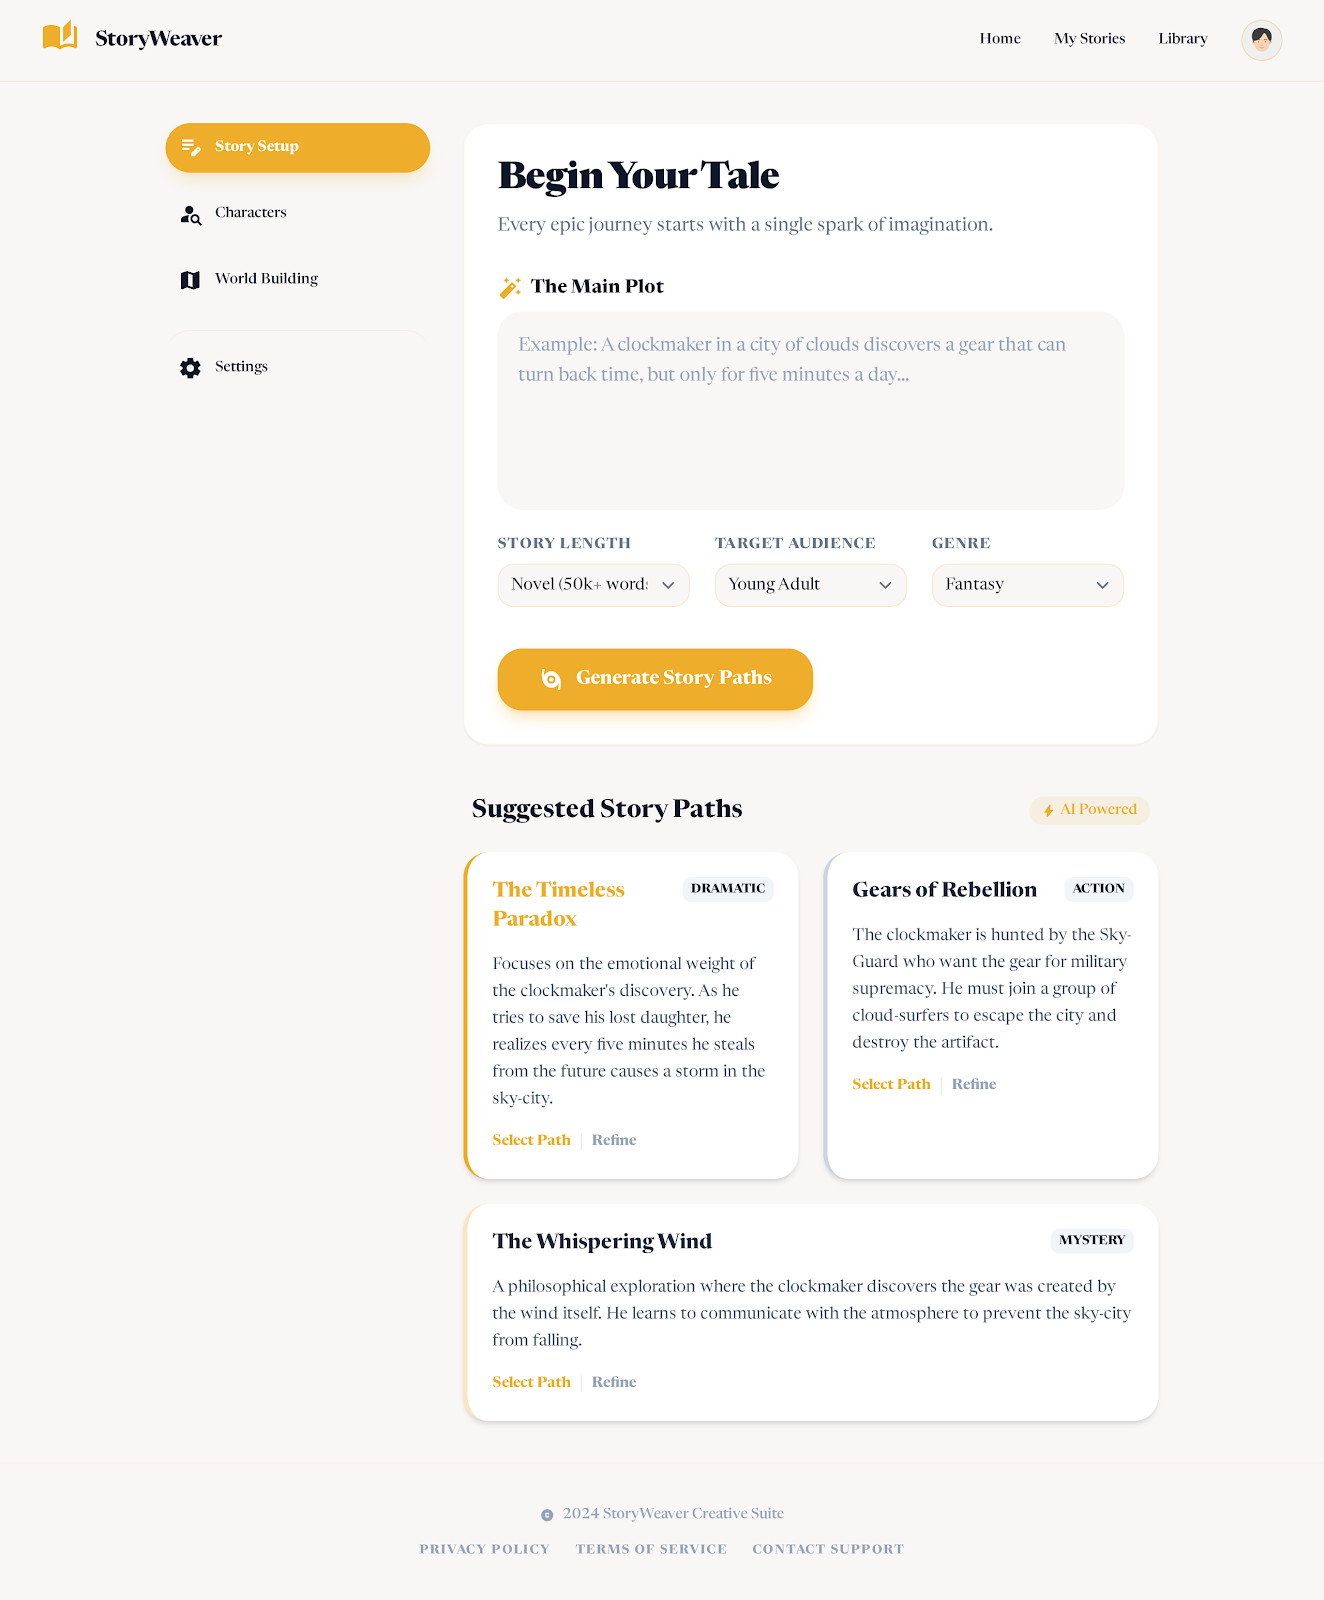 StoryWeaver
Home
My Stories
Library
Story Setup
Characters
World Building
Settings
Begin Your Tale
Every epic journey starts with a single spark of imagination.
The Main Plot
Example: A clockmaker in a city of clouds discovers a gear that can
turn back time, but only for five minutes a day...
STORY LENGTH
TARGET AUDIENCE
GENRE
Novel (50k+ words
Young Adult
Fantasy
Generate Story Paths
Suggested Story Paths
AI Powered
The Timeless
Paradox
DRAMATIC
Focuses on the emotional weight of
the clockmaker's discovery. As he
tries to save his lost daughter, he
realizes every five minutes he steals
from the future causes a storm in the
sky-city.
Select Path
Refine
Gears of Rebellion
ACTION
The clockmaker is hunted by the Sky-
Guard who want the gear for military
supremacy. He must join a group of
cloud-surfers to escape the city and
destroy the artifact.
Select Path
Refine
The Whispering Wind
MYSTERY
A philosophical exploration where the clockmaker discovers the gear was created by
the wind itself. He learns to communicate with the atmosphere to prevent the sky-city
from falling.
Select Path
Refine
© 2024 StoryWeaver Creative Suite
PRIVACY POLICY
TERMS OF SERVICE
CONTACT SUPPORT